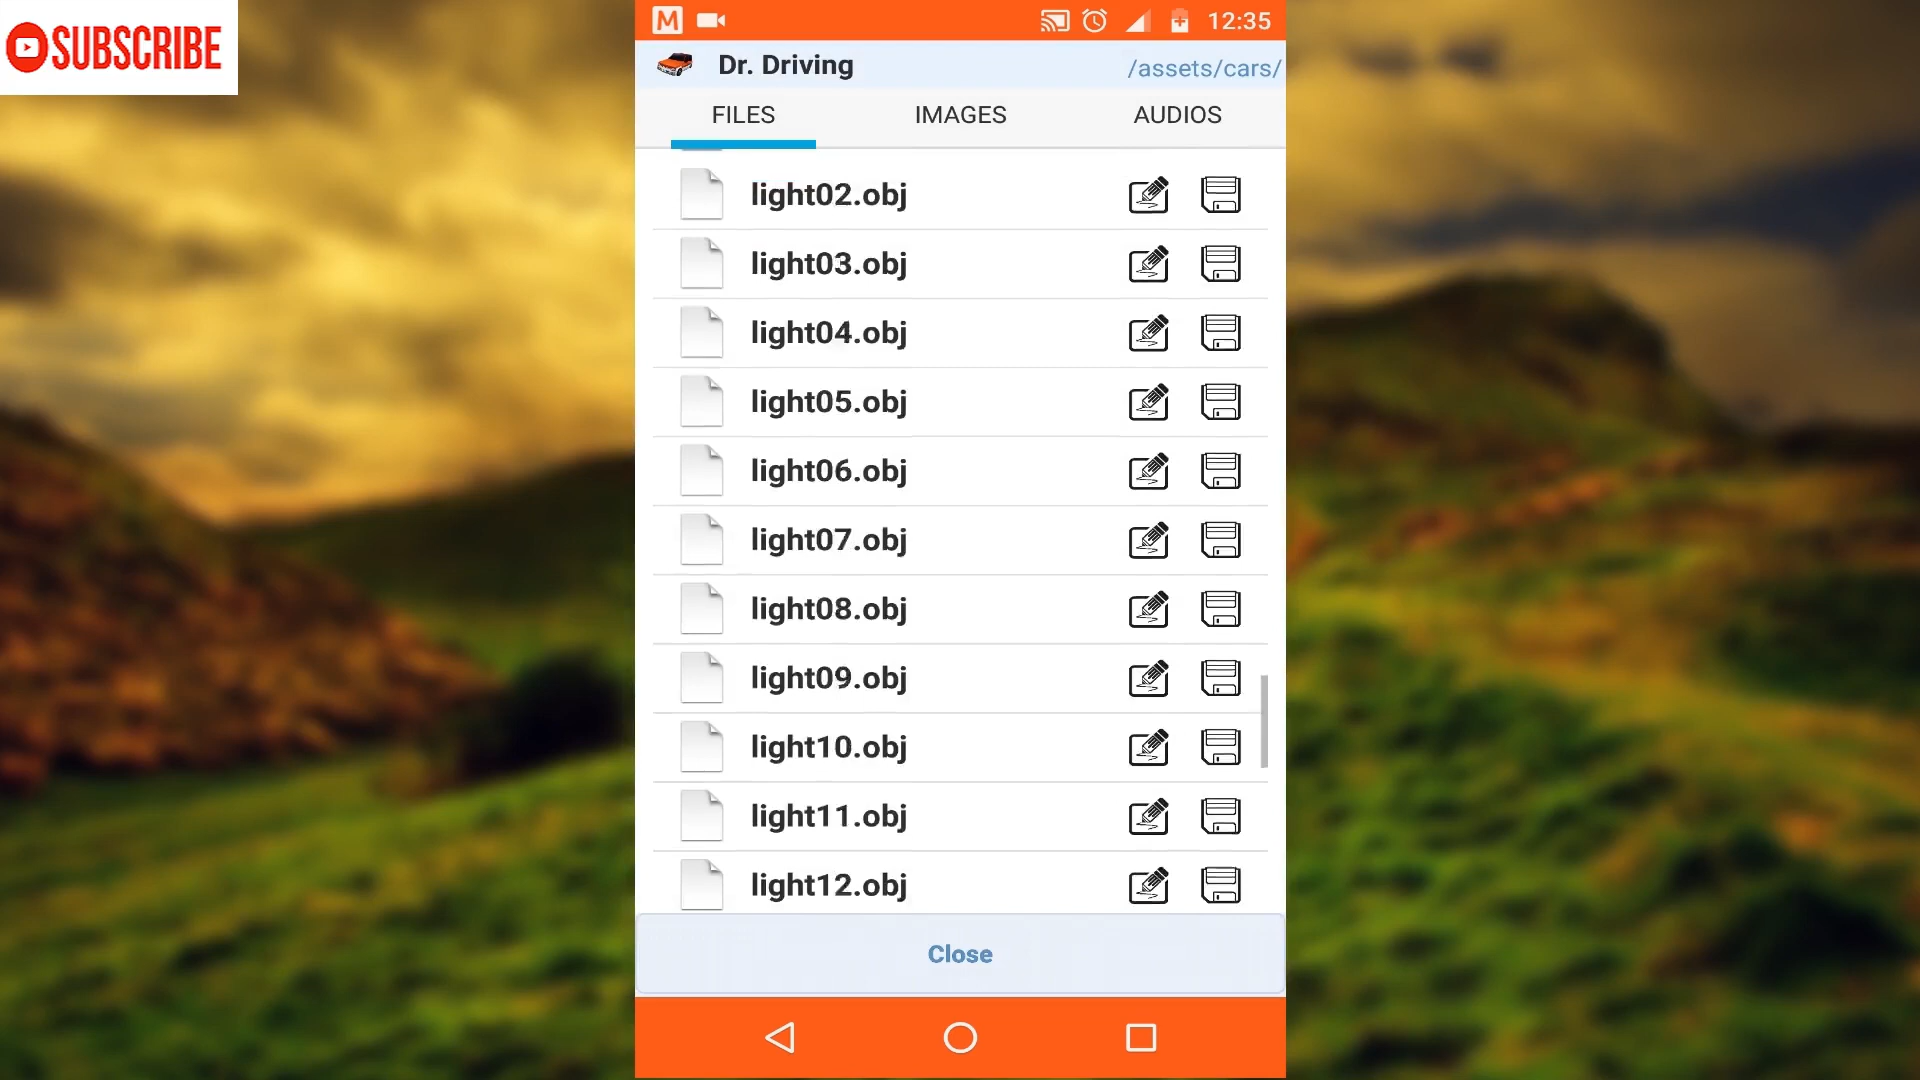 SUBSCRIBE
M
12:35
Dr. Driving
/assets/cars/
FILES
IMAGES
AUDIOS
light02.obj
light03.obj
light04.obj
light05.obj
light06.obj
light07.obj
light08.obj
light09.obj
light10.obj
light11.obj
light12.obj
Close